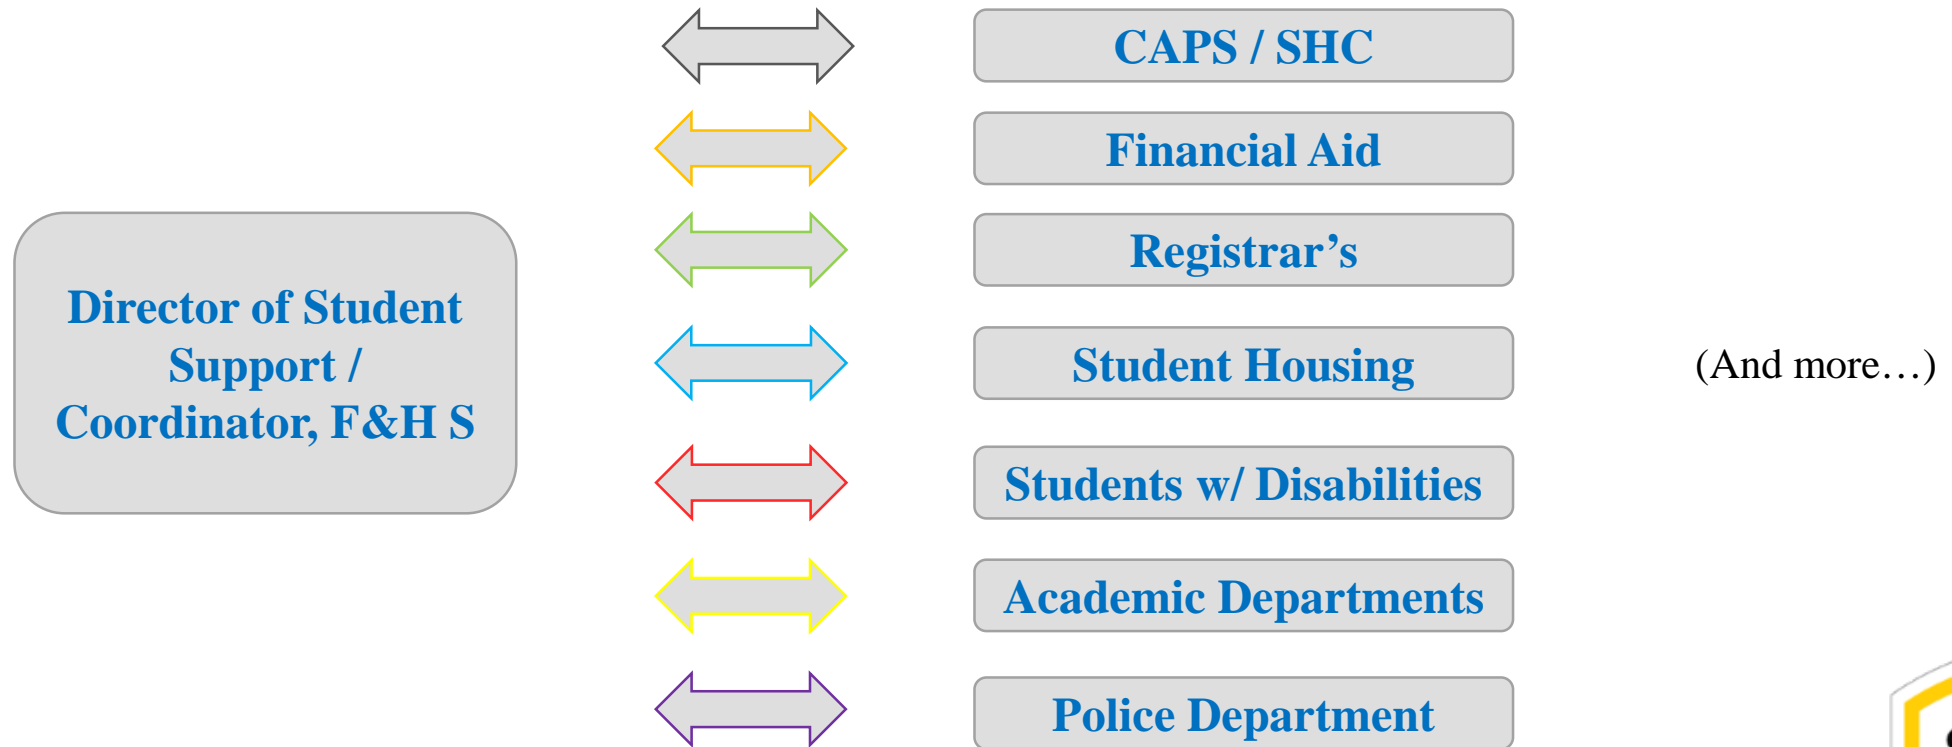 CAPS / SHC
Financial Aid
Registrar’s
Director of Student
Support /
Coordinator, F&H S
Student Housing
(And more…)
Students w/ Disabilities
Academic Departments
Police Department